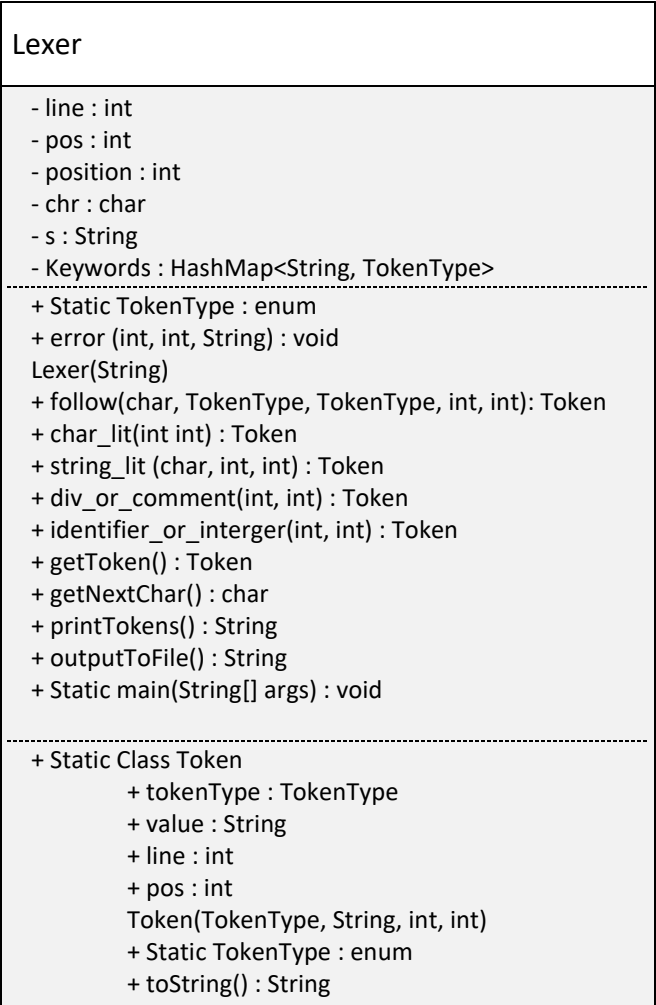 Lexer
- line : int
- pos : int
- position : int
- chr : char
- s : String
- Keywords : HashMap<String, TokenType>
+ Static TokenType : enum
+ error (int, int, String) : void
Lexer(String)
+ follow(char, TokenType, TokenType, int, int): Token
+ char_lit(int int) : Token
+ string_lit (char, int, int) : Token
+ div_or_comment(int, int) : Token
+ identifier_or_interger(int, int) : Token
+ getToken() : Token
+ getNextChar() : char
+ printTokens() : String
+ outputToFile() : String
+ Static main(String[] args) : void
+ Static Class Token
+ tokenType : TokenType
+ value : String
+ line : int
+ pos : int
Token(TokenType, String, int, int)
+ Static TokenType : enum
+ toString() : String